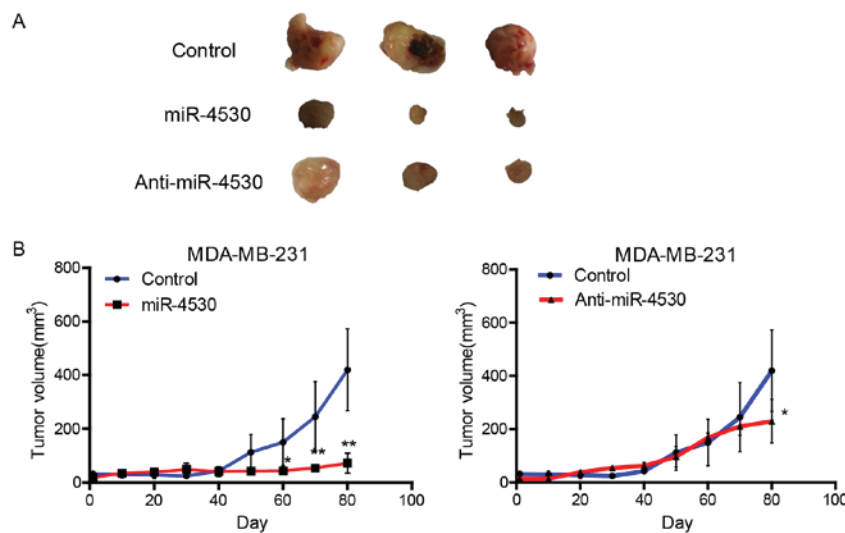 A
Control
miR-4530
Anti-miR-4530
B
MDA-MB-231
Control
miR-4530
Tumor volume(mm³)
800
600
400
200
0
0 20 40 60 80 100
* ** **
Day
MDA-MB-231
Control
Anti-miR-4530
Tumor volume(mm³)
800
600
400
200
0
0 20 40 60 80 100
*
Day